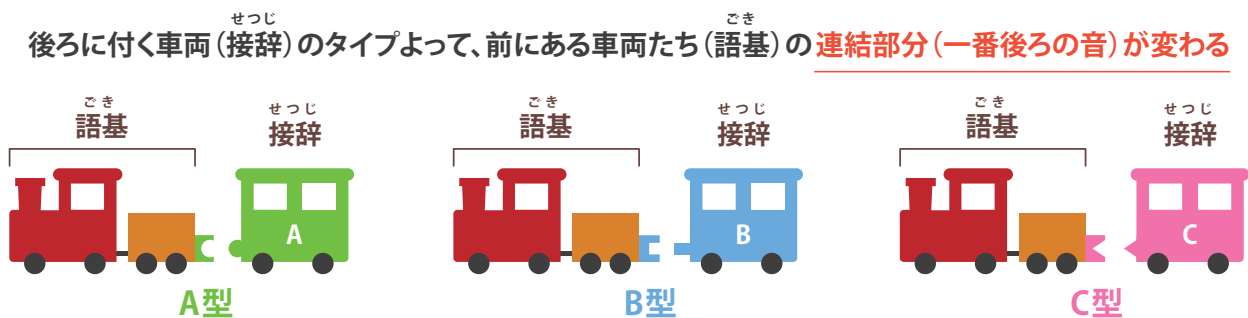 せつじ ごき
後ろに付く車両(接辞)のタイプよって、前にある車両たち(語基)の連結部分(一番後ろの音)が変わる
ごき せつじ ごき せつじ ごき せつじ
語基 接辞 語基 接辞 語基 接辞
A B C
A型 B型 C型